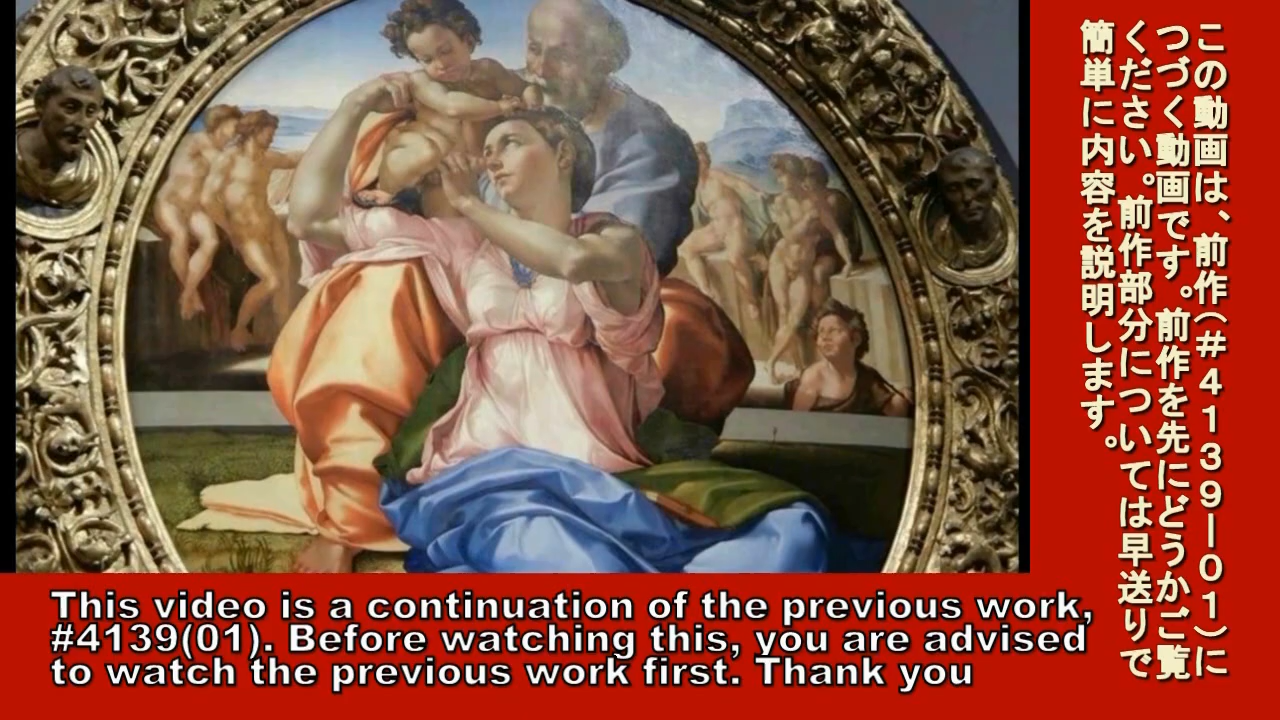 この動画は、前作(#4139ー01)に
つづく動画です。前作を先にどうかご覧
ください。前作部分については早送りで
簡単に内容を説明します。
This video is a continuation of the previous work,
#4139(01). Before watching this, you are advised
to watch the previous work first. Thank you